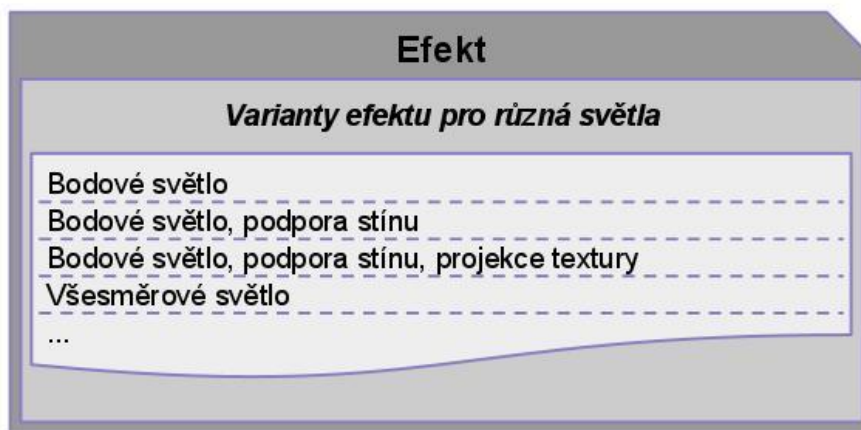 Efekt
Varianty efektu pro různá světla
Bodové světlo
Bodové světlo, podpora stínu
Bodové světlo, podpora stínu, projekce textury
Všesměrové světlo
...